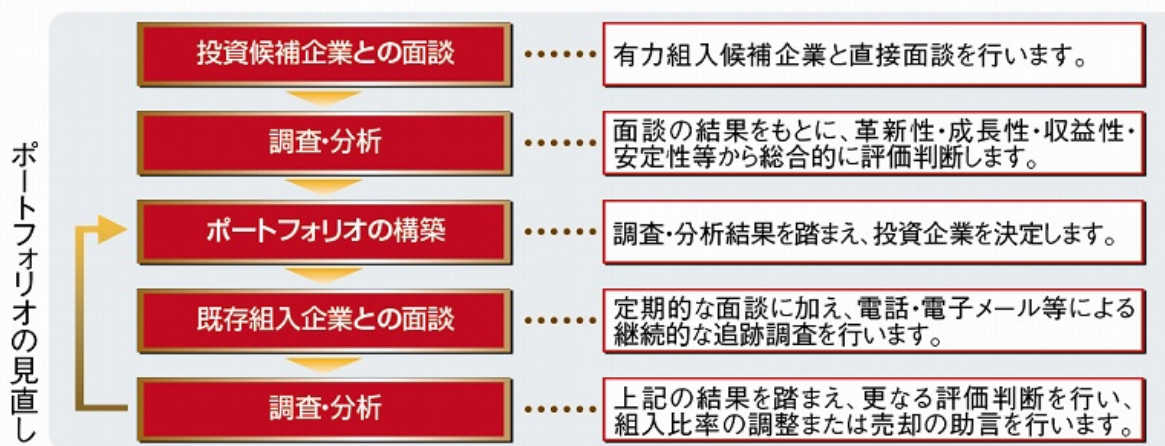 投資候補企業との面談
有力組入候補企業と直接面談を行います。
調査・分析
面談の結果をもとに、革新性・成長性・収益性・
安定性等から総合的に評価判断します。
ポートフォリオの構築
調査・分析結果を踏まえ、投資企業を決定します。
既存組入企業との面談
定期的な面談に加え、電話・電子メール等による
継続的な追跡調査を行います。
調査・分析
上記の結果を踏まえ、更なる評価判断を行い、
組入比率の調整または売却の助言を行います。
ポートフォリオの見直し